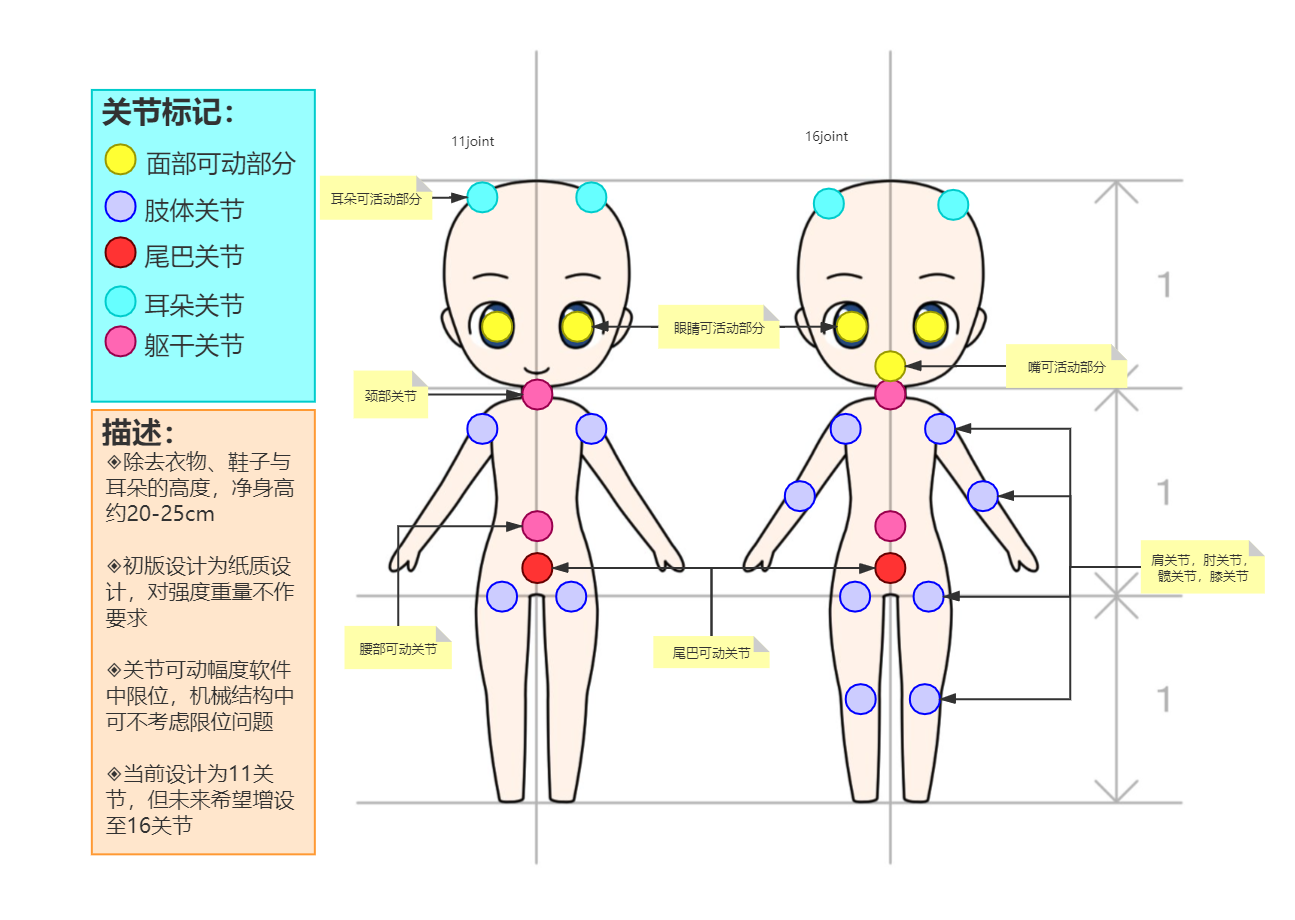 关节标记：
面部可动部分
肢体关节
尾巴关节
耳朵关节
躯干关节
描述：
◈除去衣物、鞋子与
耳朵的高度，净身高
约20-25cm
◈初版设计为纸质设
计，对强度重量不作
要求
◈关节可动幅度软件
中限位，机械结构中
可不考虑限位问题
◈当前设计为11关
节，但未来希望增设
至16关节
11joint
16joint
耳朵可活动部分
眼睛可活动部分
嘴可活动部分
颈部关节
肩关节，肘关节，
髋关节，膝关节
腰部可动关节
尾巴可动关节
1
1
1